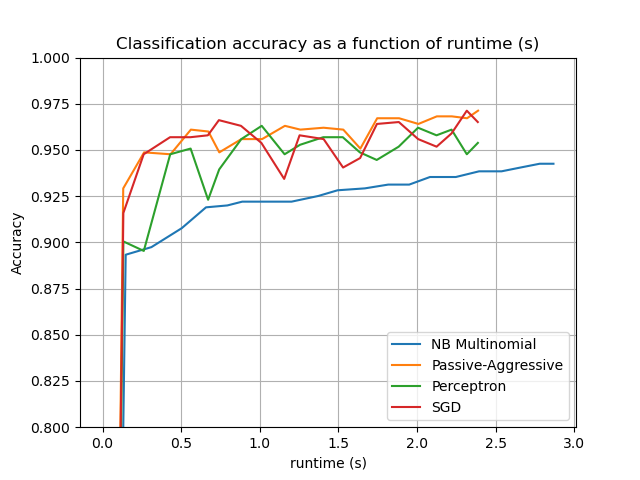 Classification accuracy as a function of runtime (s)
1.000
0.975
0.950
0.925
0.900
0.875
0.850
0.825
0.800
Accuracy
NB Multinomial
Passive-Aggressive
Perceptron
SGD
0.0 0.5 1.0 1.5 2.0 2.5 3.0
runtime (s)